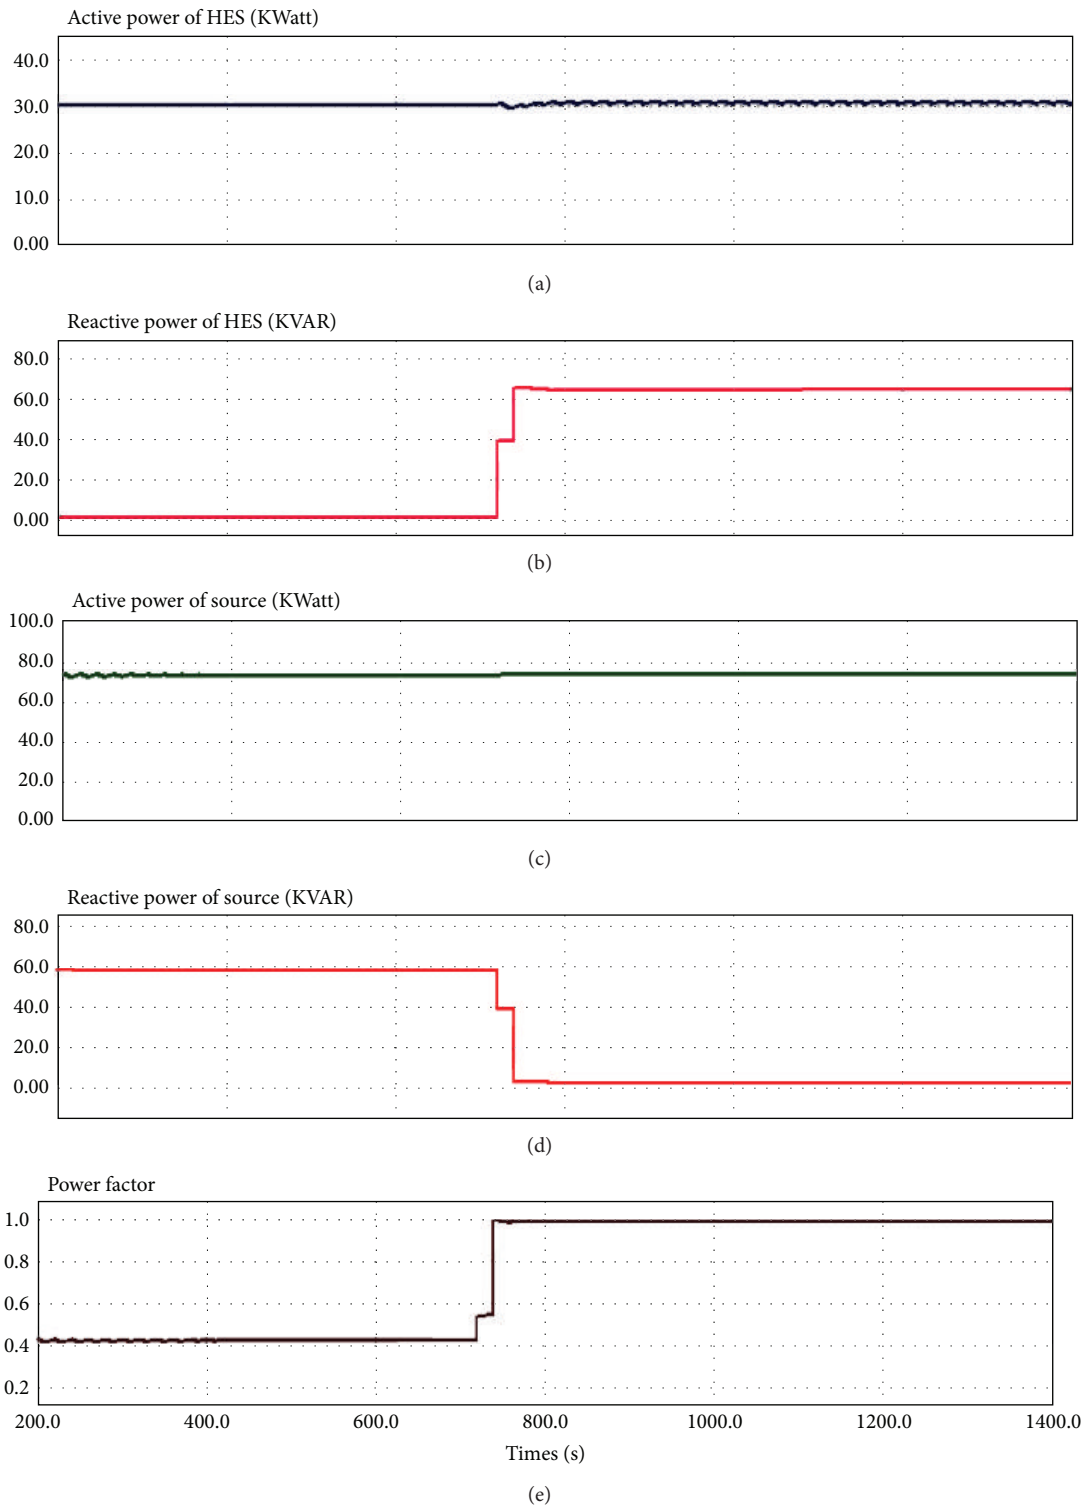 Active power of HES (KWatt)
40.0
30.0
20.0
10.0
0.00
(a)
Reactive power of HES (KVAR)
80.0
60.0
40.0
20.0
0.00
(b)
Active power of source (KWatt)
100.0
80.0
60.0
40.0
20.0
0.00
(c)
Reactive power of source (KVAR)
80.0
60.0
40.0
20.0
0.00
(d)
Power factor
1.0
0.8
0.6
0.4
0.2
200.0 400.0 600.0 800.0 1000.0 1200.0 1400.0
Times (s)
(e)